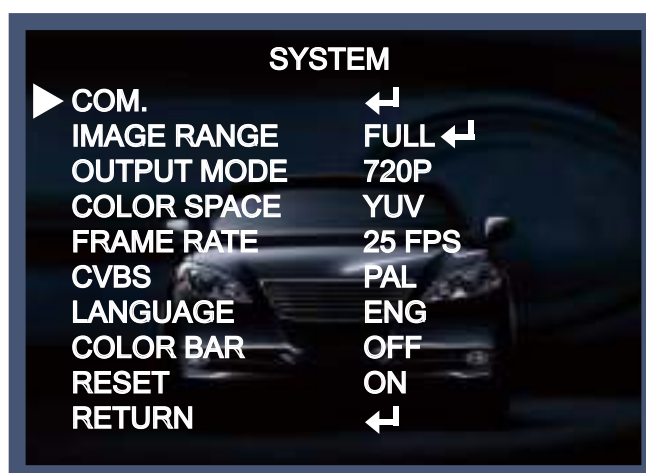 SYSTEM
COM. ↵
IMAGE RANGE FULL ↵
OUTPUT MODE 720P
COLOR SPACE YUV
FRAME RATE 25 FPS
CVBS PAL
LANGUAGE ENG
COLOR BAR OFF
RESET ON
RETURN ↵